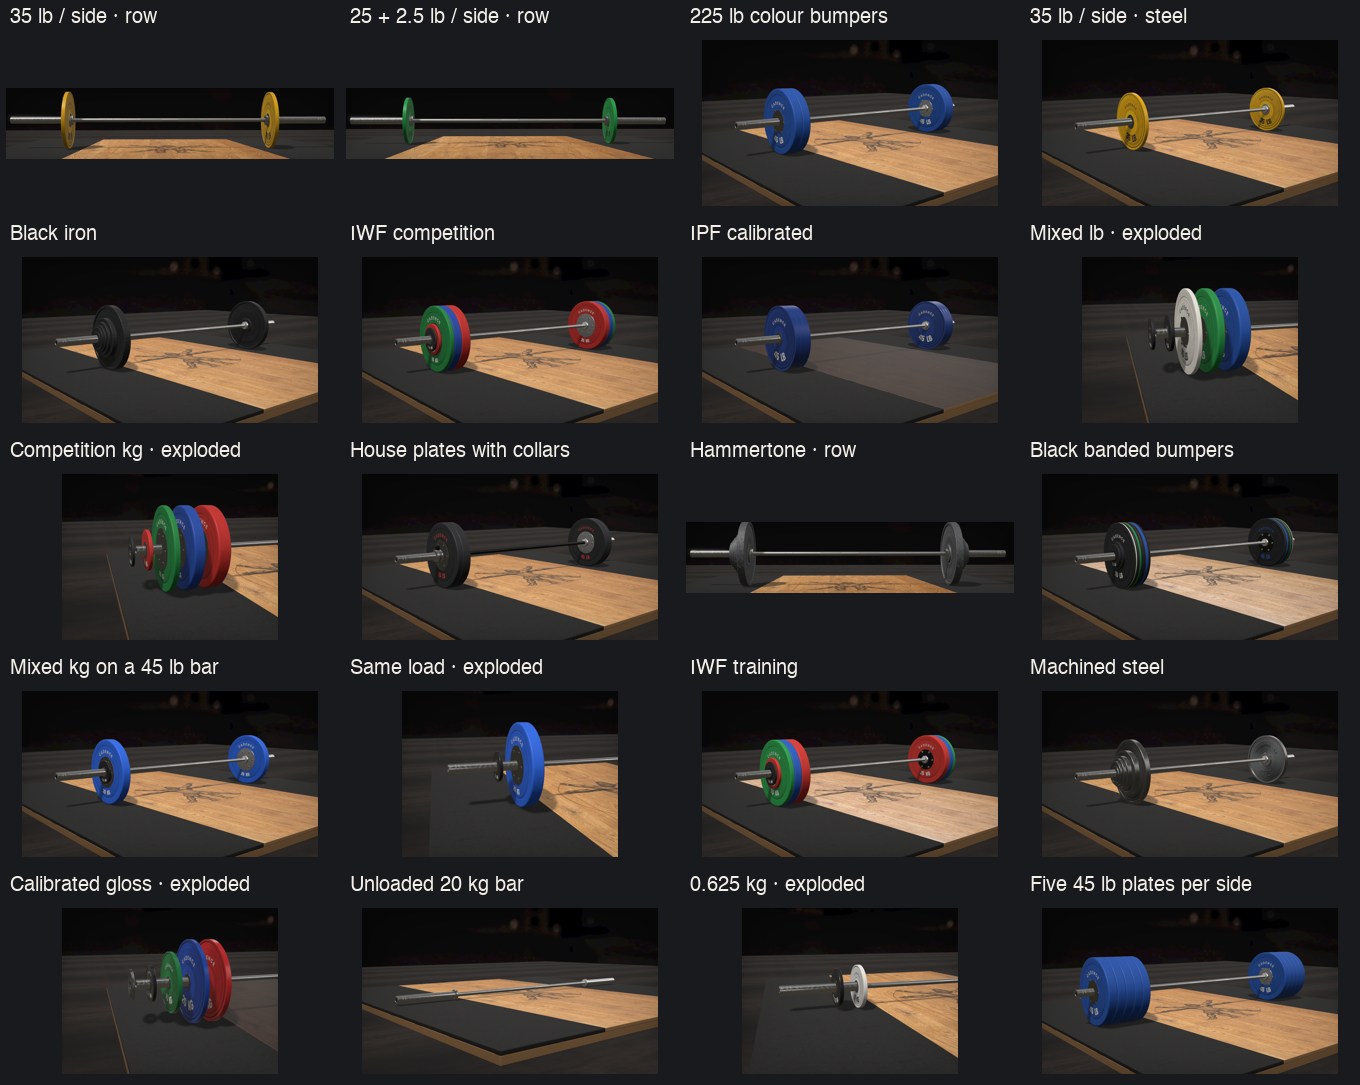 35 lb / side · row
25 + 2.5 lb / side · row
225 lb colour bumpers
35 lb / side · steel
Black iron
IWF competition
IPF calibrated
Mixed lb · exploded
Competition kg · exploded
House plates with collars
Hammertone · row
Black banded bumpers
Mixed kg on a 45 lb bar
Same load · exploded
IWF training
Machined steel
Calibrated gloss · exploded
Unloaded 20 kg bar
0.625 kg · exploded
Five 45 lb plates per side